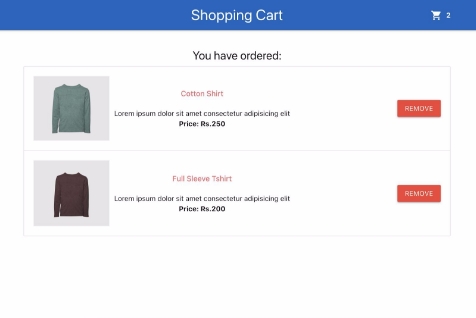 Shopping Cart
2
You have ordered:
Cotton Shirt
Lorem ipsum dolor sit amet consectetur adipisicing elit
Price: Rs.250
REMOVE
Full Sleeve Tshirt
Lorem ipsum dolor sit amet consectetur adipisicing elit
Price: Rs.200
REMOVE